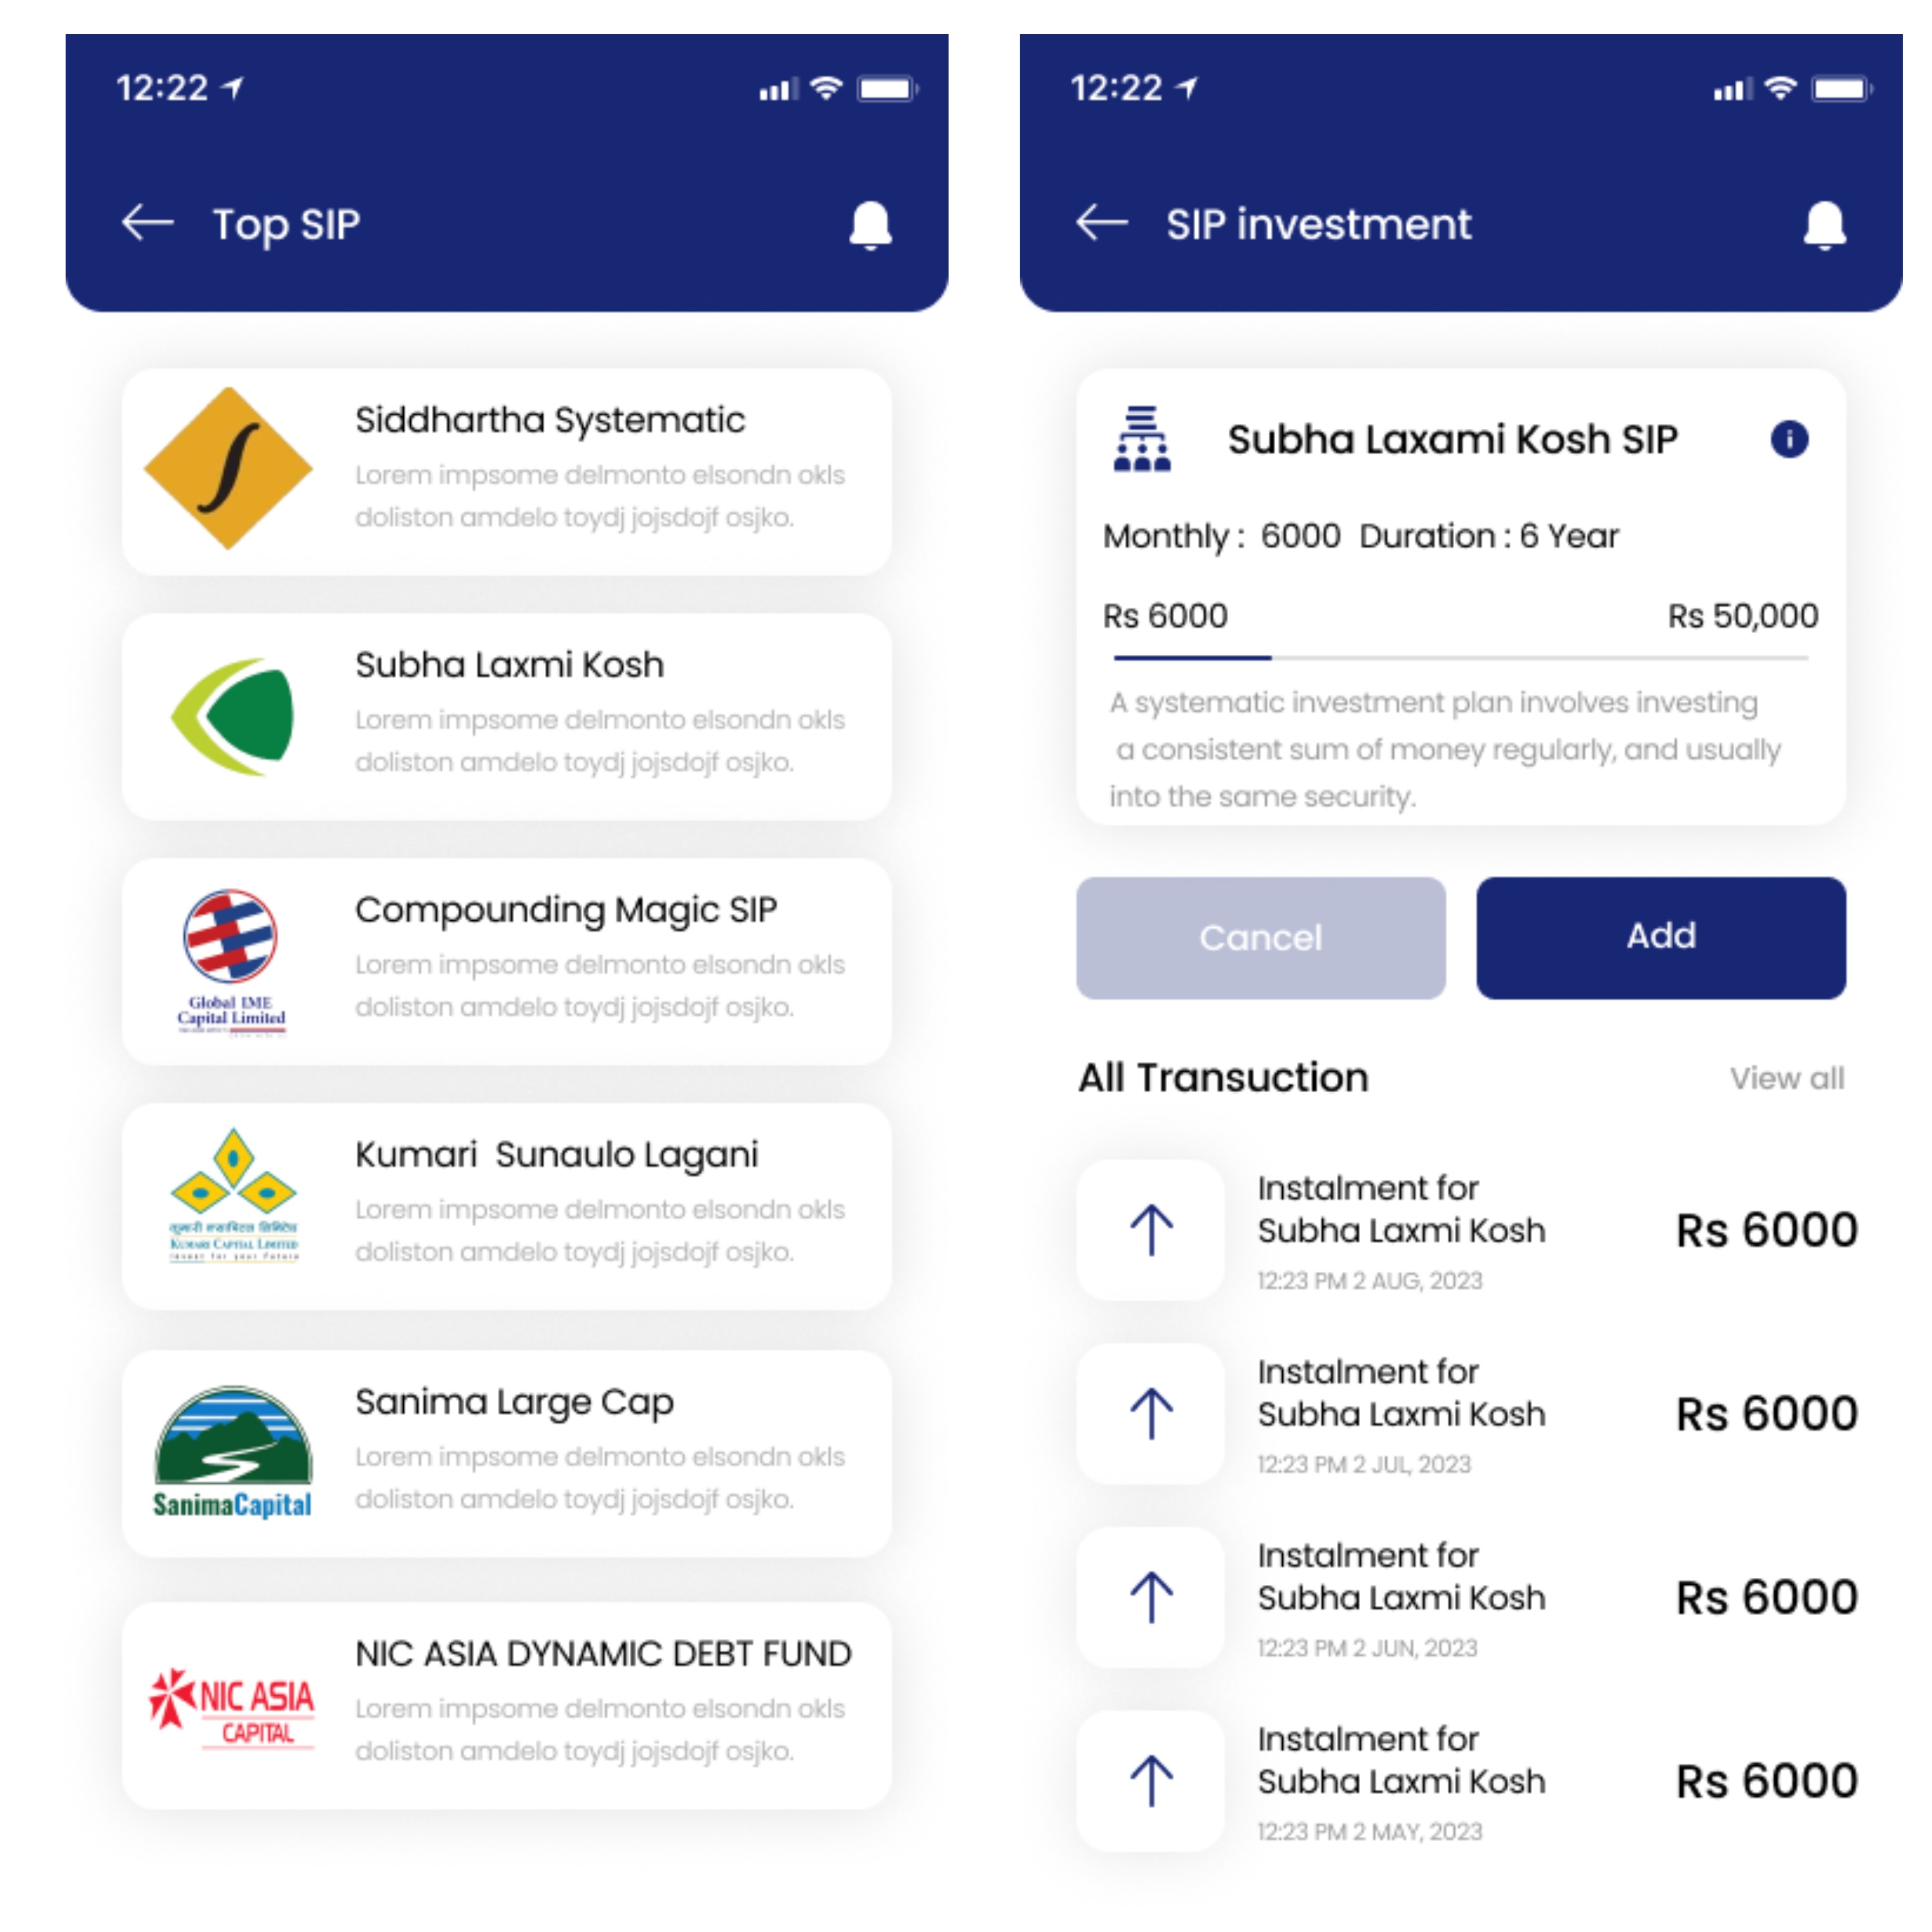 12:22
Top SIP
Siddhartha Systematic
Lorem impsome delmonto elsondn okls
doliston amdelo toydj jojsdojf osjko.
Subha Laxmi Kosh
Lorem impsome delmonto elsondn okls
doliston amdelo toydj jojsdojf osjko.
Global IME
Capital Limited
Compounding Magic SIP
Lorem impsome delmonto elsondn okls
doliston amdelo toydj jojsdojf osjko.
KUMARI CAPITAL LIMITED
Invest for your Future
Kumari Sunaulo Lagani
Lorem impsome delmonto elsondn okls
doliston amdelo toydj jojsdojf osjko.
SanimaCapital
Sanima Large Cap
Lorem impsome delmonto elsondn okls
doliston amdelo toydj jojsdojf osjko.
NIC ASIA
CAPITAL
NIC ASIA DYNAMIC DEBT FUND
Lorem impsome delmonto elsondn okls
doliston amdelo toydj jojsdojf osjko.
12:22
SIP investment
Subha Laxami Kosh SIP
Monthly : 6000 Duration : 6 Year
Rs 6000 Rs 50,000
A systematic investment plan involves investing
a consistent sum of money regularly, and usually
into the same security.
Cancel Add
All Transuction View all
Instalment for
Subha Laxmi Kosh
Rs 6000
12:23 PM 2 AUG, 2023
Instalment for
Subha Laxmi Kosh
Rs 6000
12:23 PM 2 JUL, 2023
Instalment for
Subha Laxmi Kosh
Rs 6000
12:23 PM 2 JUN, 2023
Instalment for
Subha Laxmi Kosh
Rs 6000
12:23 PM 2 MAY, 2023